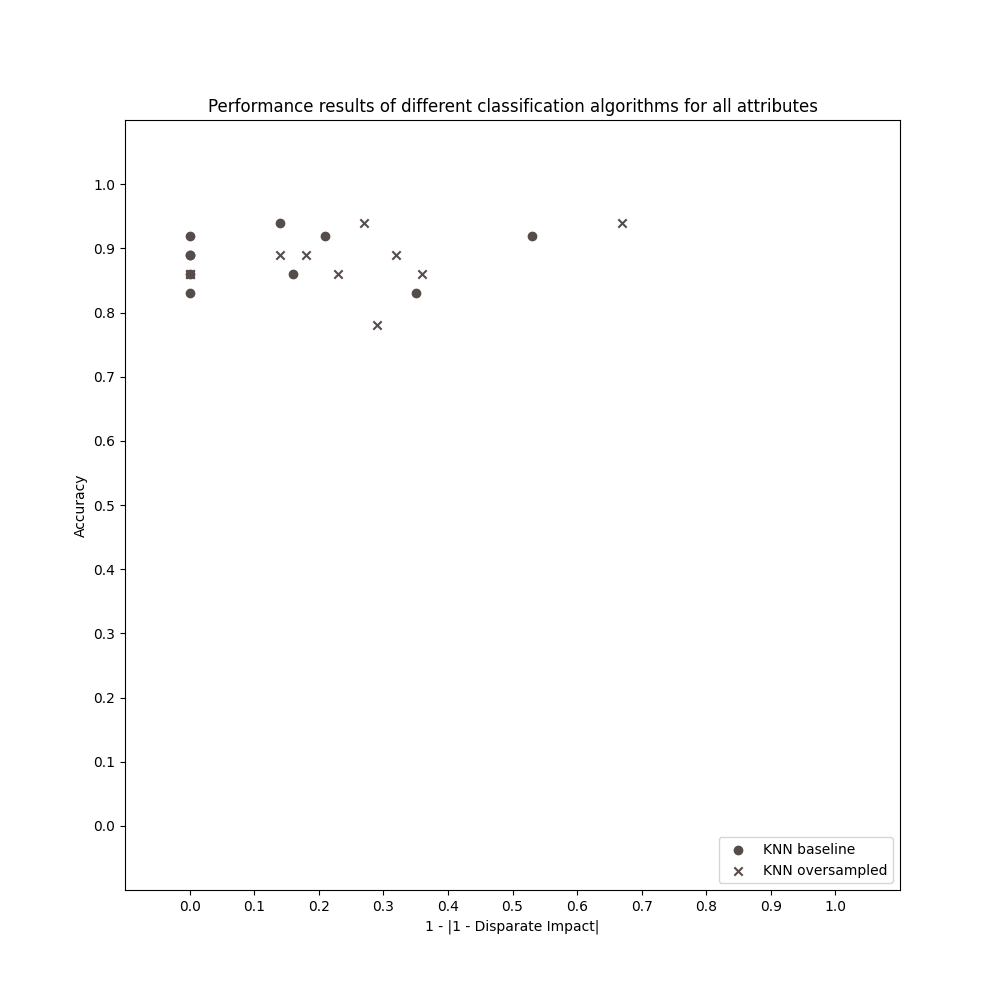 Performance results of different classification algorithms for all attributes
1.0
0.9
0.8
0.7
0.6
0.5
0.4
0.3
0.2
0.1
0.0
Accuracy
KNN baseline
KNN oversampled
0.0 0.1 0.2 0.3 0.4 0.5 0.6 0.7 0.8 0.9 1.0
1 - |1 - Disparate Impact|